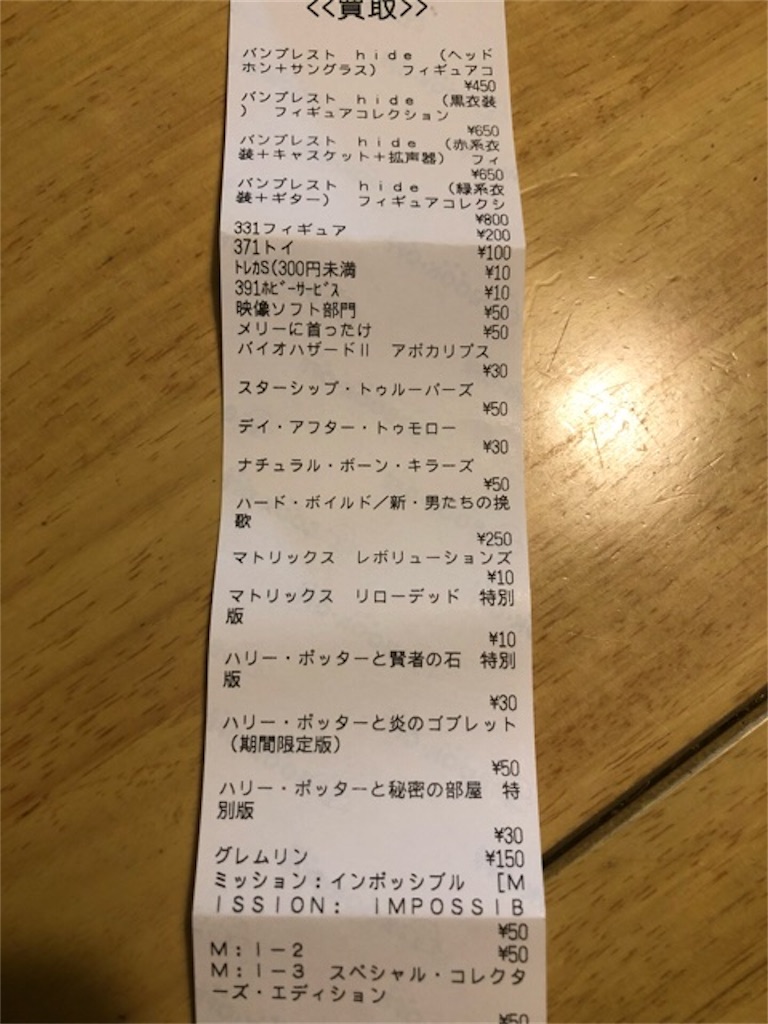 <<買取>>
バンプレスト ｈｉｄｅ （ヘッド
ホン＋サングラス） フィギュアコ
¥450
バンプレスト ｈｉｄｅ （黒衣装
） フィギュアコレクション
¥650
バンプレスト ｈｉｄｅ （赤系衣
装＋キャスケット＋拡声器） フィ
¥650
バンプレスト ｈｉｄｅ （緑系衣
装＋ギター） フィギュアコレクシ
¥800
331フィギュア ¥200
371トイ ¥100
ﾄﾚｶS(300円未満 ¥10
391ﾎﾋﾞｰｻｰﾋﾞｽ ¥10
映像ソフト部門 ¥50
メリーに首ったけ ¥50
バイオハザードⅡ アポカリプス
¥30
スターシップ・トゥルーパーズ
¥50
デイ・アフター・トゥモロー
¥30
ナチュラル・ボーン・キラーズ
¥50
ハード・ボイルド／新・男たちの挽
歌
¥250
マトリックス レボリューションズ
¥10
マトリックス リローデッド 特別
版
¥10
ハリー・ポッターと賢者の石 特別
版
¥30
ハリー・ポッターと炎のゴブレット
（期間限定版）
¥50
ハリー・ポッターと秘密の部屋 特
別版
¥30
グレムリン ¥150
ミッション：インポッシブル ［Ｍ
ＩＳＳＩＯＮ： ＩＭＰＯＳＳＩＢ
¥50
Ｍ：Ｉ－２ ¥50
Ｍ：Ｉ－３ スペシャル・コレクタ
ーズ・エディション
¥50